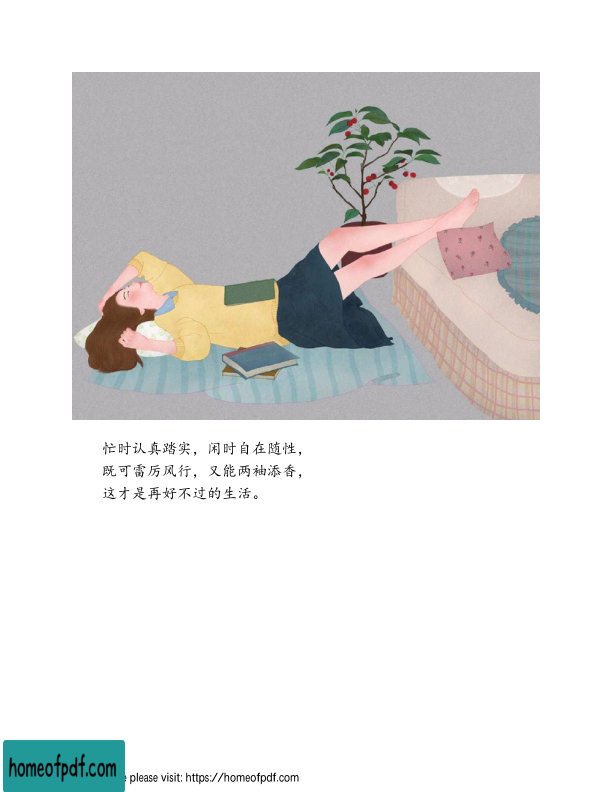 忙时认真踏实，闲时自在随性，
既可雷厉风行，又能两袖添香，
这才是再好不过的生活。
homeofpdf.com
please visit: https://homeofpdf.com